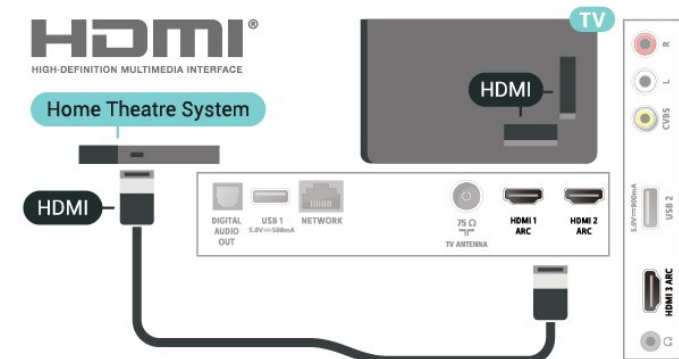 HDMI®
HIGH-DEFINITION MULTIMEDIA INTERFACE
Home Theatre System
HDMI
TV
HDMI
DIGITAL
AUDIO
OUT
USB 1
5.0V⎓500mA
NETWORK
75 Ω
TV ANTENNA
HDMI 1
ARC
HDMI 2
ARC
R
L
CVBS
5.0V⎓900mA
USB 2
HDMI 3 ARC